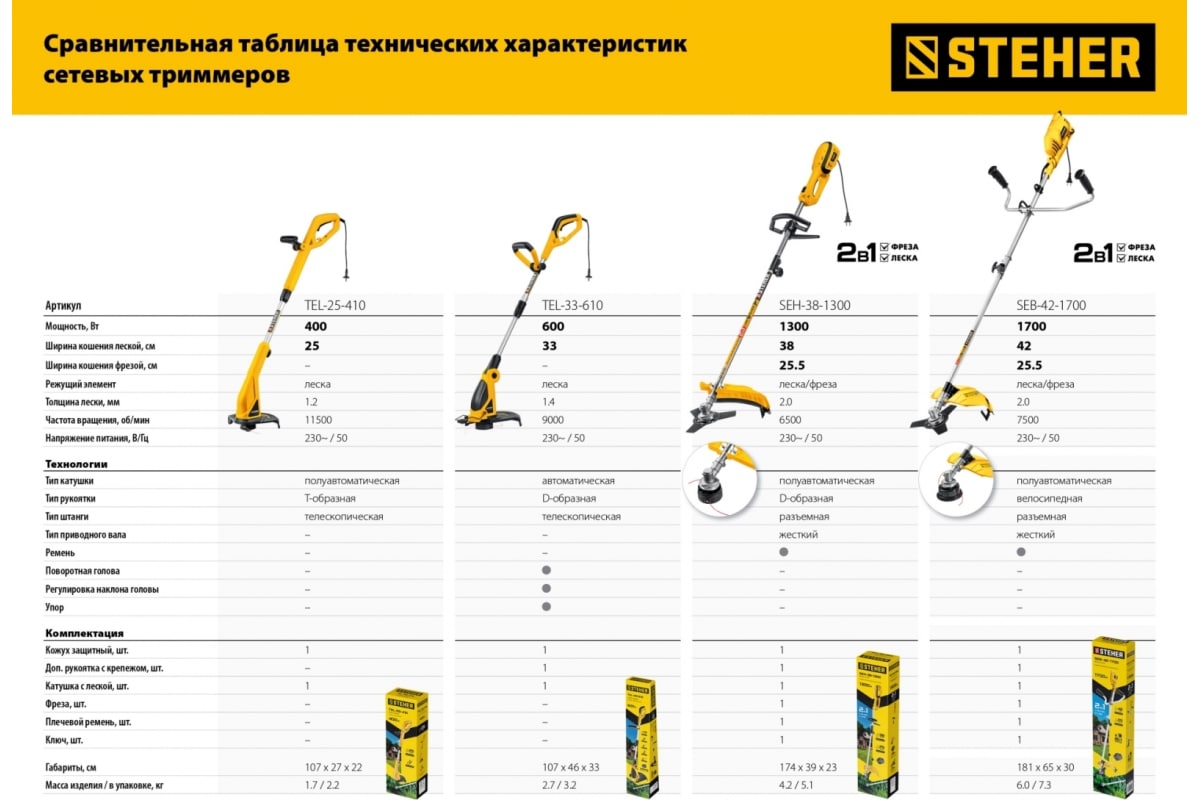 Сравнительная таблица технических характеристик
сетевых триммеров
STEHER
2в1 ФРЕЗА ЛЕСКА
2в1 ФРЕЗА ЛЕСКА
Артикул TEL-25-410 TEL-33-610 SEH-38-1300 SEB-42-1700
Мощность, Вт 400 600 1300 1700
Ширина кошения леской, см 25 33 38 42
Ширина кошения фрезой, см – – 25.5 25.5
Режущий элемент леска леска леска/фреза леска/фреза
Толщина лески, мм 1.2 1.4 2.0 2.0
Частота вращения, об/мин 11500 9000 6500 7500
Напряжение питания, В/Гц 230~ / 50 230~ / 50 230~ / 50 230~ / 50
Технологии
Тип катушки полуавтоматическая автоматическая полуавтоматическая полуавтоматическая
Тип рукоятки Т-образная D-образная D-образная велосипедная
Тип штанги телескопическая телескопическая разъемная разъемная
Тип приводного вала – – жесткий жесткий
Ремень – – ● ●
Поворотная голова – ● – –
Регулировка наклона головы – ● – –
Упор – ● – –
Комплектация
Кожух защитный, шт. 1 1 1 1
Доп. рукоятка с крепежом, шт. – 1 1 1
Катушка с леской, шт. 1 1 1 1
Фреза, шт. – – 1 1
Плечевой ремень, шт. – – 1 1
Ключ, шт. – – 1 1
Габариты, см 107 x 27 x 22 107 x 46 x 33 174 x 39 x 23 181 x 65 x 30
Масса изделия / в упаковке, кг 1.7 / 2.2 2.7 / 3.2 4.2 / 5.1 6.0 / 7.3
STEHER
STEHER
STEHER
STEHER